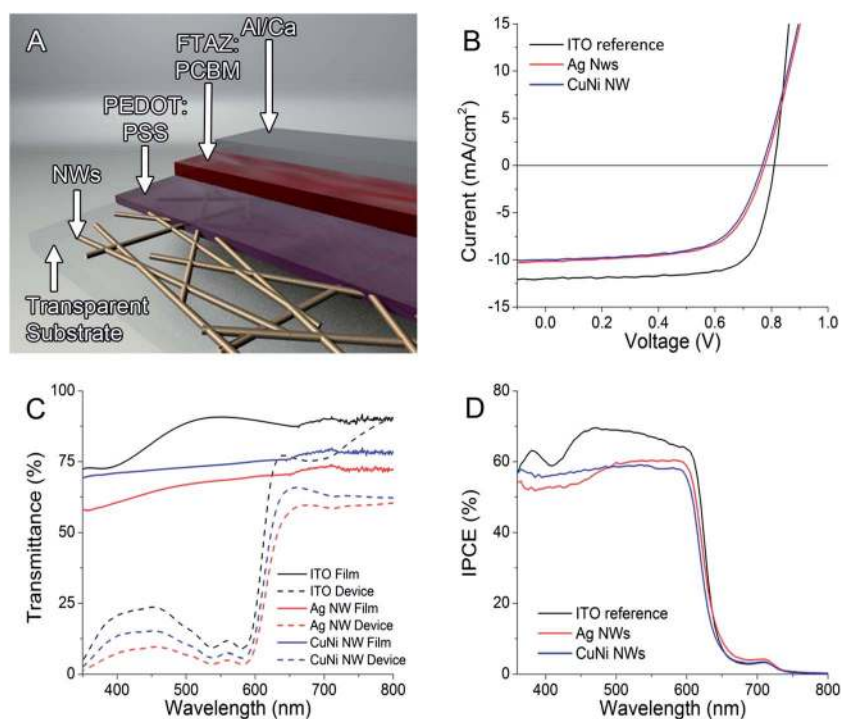 A
Al/Ca
FTAZ:
PCBM
PEDOT:
PSS
NWs
Transparent
Substrate
B
15
10
5
0
-5
-10
-15
Current (mA/cm²)
ITO reference
Ag Nws
CuNi NW
0.0
0.2
0.4
0.6
0.8
1.0
Voltage (V)
C
100
75
50
25
0
Transmittance (%)
ITO Film
ITO Device
Ag NW Film
Ag NW Device
CuNi NW Film
CuNi NW Device
400
500
600
700
800
Wavelength (nm)
D
80
60
40
20
0
IPCE (%)
ITO reference
Ag NWs
CuNi NWs
400
500
600
700
800
Wavelength (nm)